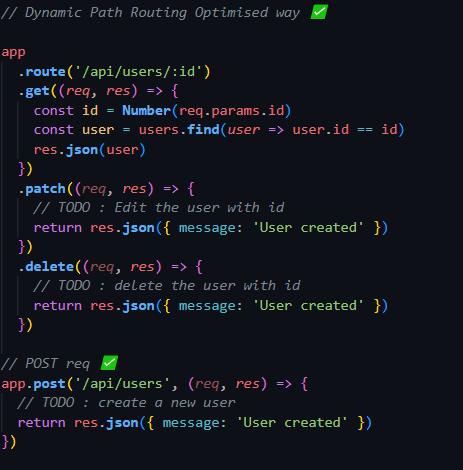 // Dynamic Path Routing Optimised way ✅
app
.route('/api/users/:id')
.get((req, res) => {
const id = Number(req.params.id)
const user = users.find(user => user.id == id)
res.json(user)
})
.patch((req, res) => {
// TODO : Edit the user with id
return res.json({ message: 'User created' })
})
.delete((req, res) => {
// TODO : delete the user with id
return res.json({ message: 'User created' })
})
// POST req ✅
app.post('/api/users', (req, res) => {
// TODO : create a new user
return res.json({ message: 'User created' })
})